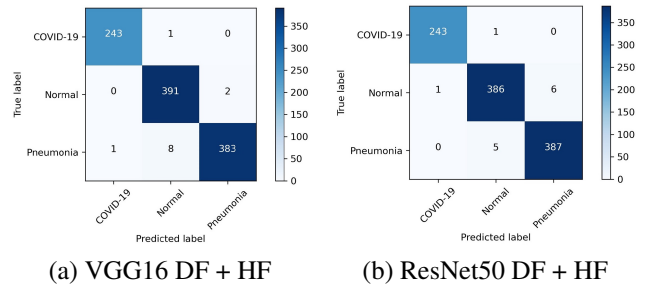 COVID-19 243 1 0
Normal 0 391 2
Pneumonia 1 8 383
True label
COVID-19 Normal Pneumonia
Predicted label
350
300
250
200
150
100
50
0
(a) VGG16 DF + HF
COVID-19 243 1 0
Normal 1 386 6
Pneumonia 0 5 387
True label
COVID-19 Normal Pneumonia
Predicted label
350
300
250
200
150
100
50
0
(b) ResNet50 DF + HF